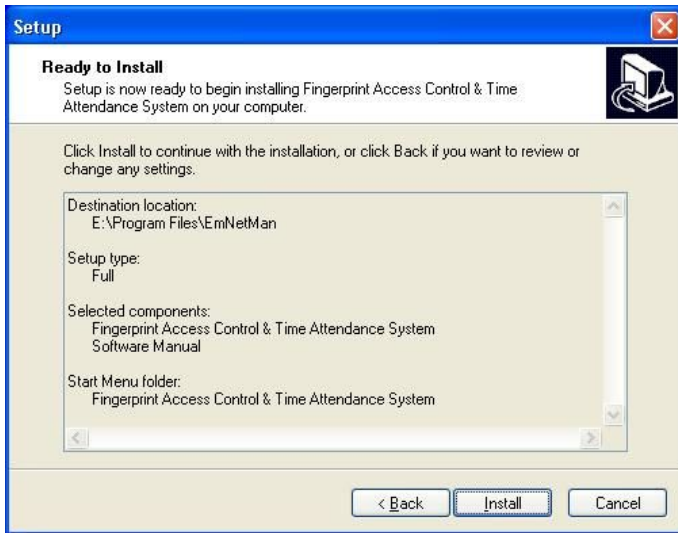 Setup
Ready to Install
Setup is now ready to begin installing Fingerprint Access Control & Time
Attendance System on your computer.
Click Install to continue with the installation, or click Back if you want to review or
change any settings.
Destination location:
E:\Program Files\EmNetMan
Setup type:
Full
Selected components:
Fingerprint Access Control & Time Attendance System
Software Manual
Start Menu folder:
Fingerprint Access Control & Time Attendance System
< Back
Install
Cancel